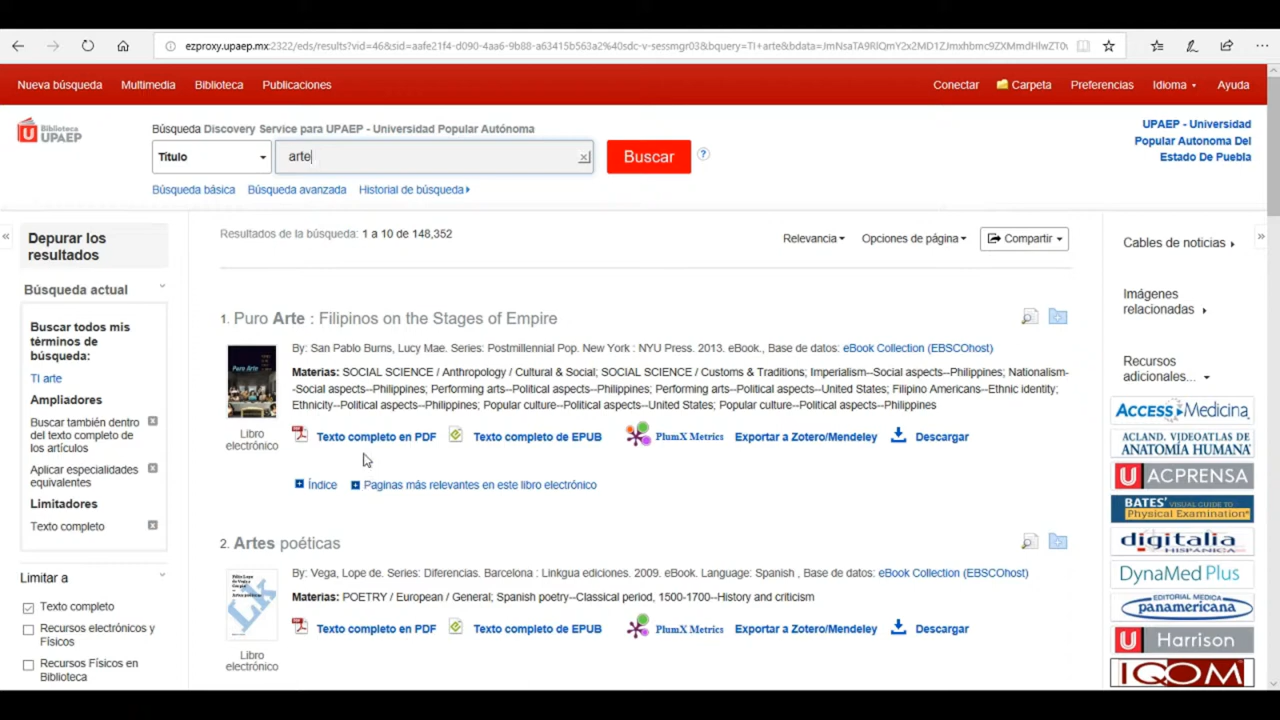 ezproxy.upaep.mx:2322/eds/results?vid=46&sid=aafe21f4-d090-4aa6-9b88-a63415b563a2%40sdc-v-sessmgr03&bquery=TI+arte&bdata=
Nueva búsqueda Multimedia Biblioteca Publicaciones Conectar Carpeta Preferencias Idioma Ayuda
Biblioteca
UPAEP
Búsqueda Discovery Service para UPAEP - Universidad Popular Autónoma
Título arte Buscar ?
Búsqueda básica Búsqueda avanzada Historial de búsqueda
UPAEP - Universidad
Popular Autonoma Del
Estado De Puebla
Depurar los
resultados
Búsqueda actual
Buscar todos mis
términos de
búsqueda:
TI arte
Ampliadores
Buscar también dentro
del texto completo de
los artículos
Aplicar especialidades
equivalentes
Limitadores
Texto completo
Limitar a
Texto completo
Recursos electrónicos y
Físicos
Recursos Físicos en
Biblioteca
Resultados de la búsqueda: 1 a 10 de 148,352
Relevancia Opciones de página Compartir
1. Puro Arte : Filipinos on the Stages of Empire
By: San Pablo Burns, Lucy Mae. Series: Postmillennial Pop. New York : NYU Press. 2013. eBook., Base de datos: eBook Collection (EBSCOhost)
Materias: SOCIAL SCIENCE / Anthropology / Cultural & Social; SOCIAL SCIENCE / Customs & Traditions; Imperialism--Social aspects--Philippines; Nationalism-
-Social aspects--Philippines; Performing arts--Political aspects--Philippines; Performing arts--Political aspects--United States; Filipino Americans--Ethnic identity;
Ethnicity--Political aspects--Philippines; Popular culture--Political aspects--United States; Popular culture--Political aspects--Philippines
Puro Arte
Libro
electrónico
Texto completo en PDF Texto completo de EPUB PlumX Metrics Exportar a Zotero/Mendeley Descargar
Índice Paginas más relevantes en este libro electrónico
2. Artes poéticas
By: Vega, Lope de. Series: Diferencias. Barcelona : Linkgua ediciones. 2009. eBook. Language: Spanish , Base de datos: eBook Collection (EBSCOhost)
Materias: POETRY / European / General; Spanish poetry--Classical period, 1500-1700--History and criticism
Libro
electrónico
Texto completo en PDF Texto completo de EPUB PlumX Metrics Exportar a Zotero/Mendeley Descargar
Cables de noticias
Imágenes
relacionadas
Recursos
adicionales...
ACCESS Medicina
ACLAND. VIDEOATLAS DE
ANATOMÍA HUMANA
U ACPRENSA
BATES' VISUAL GUIDE TO
Physical Examination
digitalia
HISPÁNICA
DynaMed Plus
EDITORIAL MEDICA
panamericana
U Harrison
IQOM